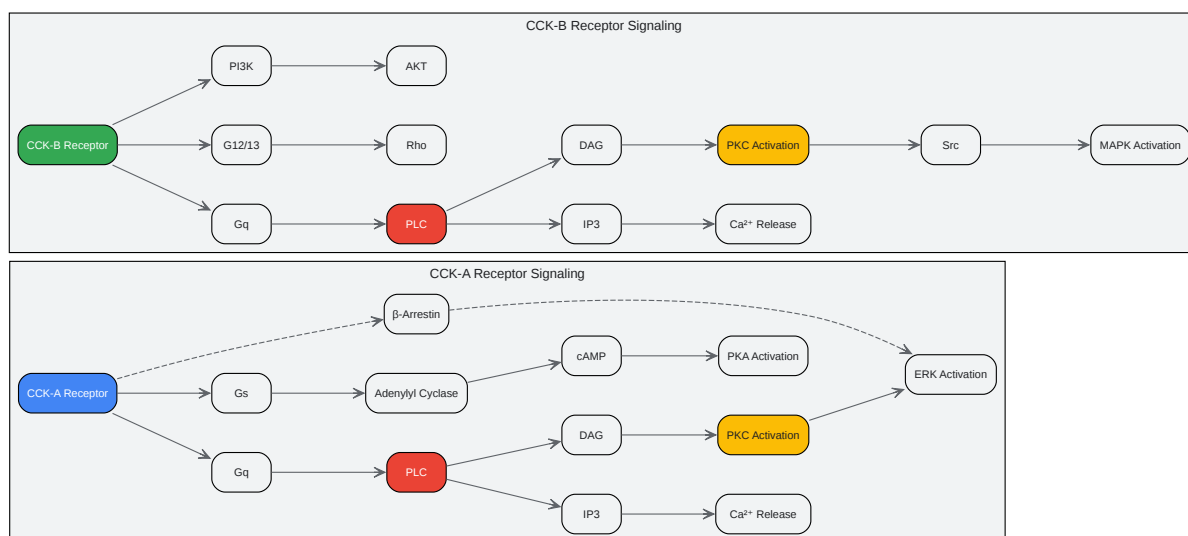 CCK-B Receptor Signaling
PI3K
AKT
CCK-B Receptor
G12/13
Rho
DAG
PKC Activation
Src
MAPK Activation
Gq
PLC
IP3
Ca²⁺ Release
CCK-A Receptor Signaling
β-Arrestin
cAMP
PKA Activation
ERK Activation
CCK-A Receptor
Gs
Adenylyl Cyclase
DAG
PKC Activation
Gq
PLC
IP3
Ca²⁺ Release